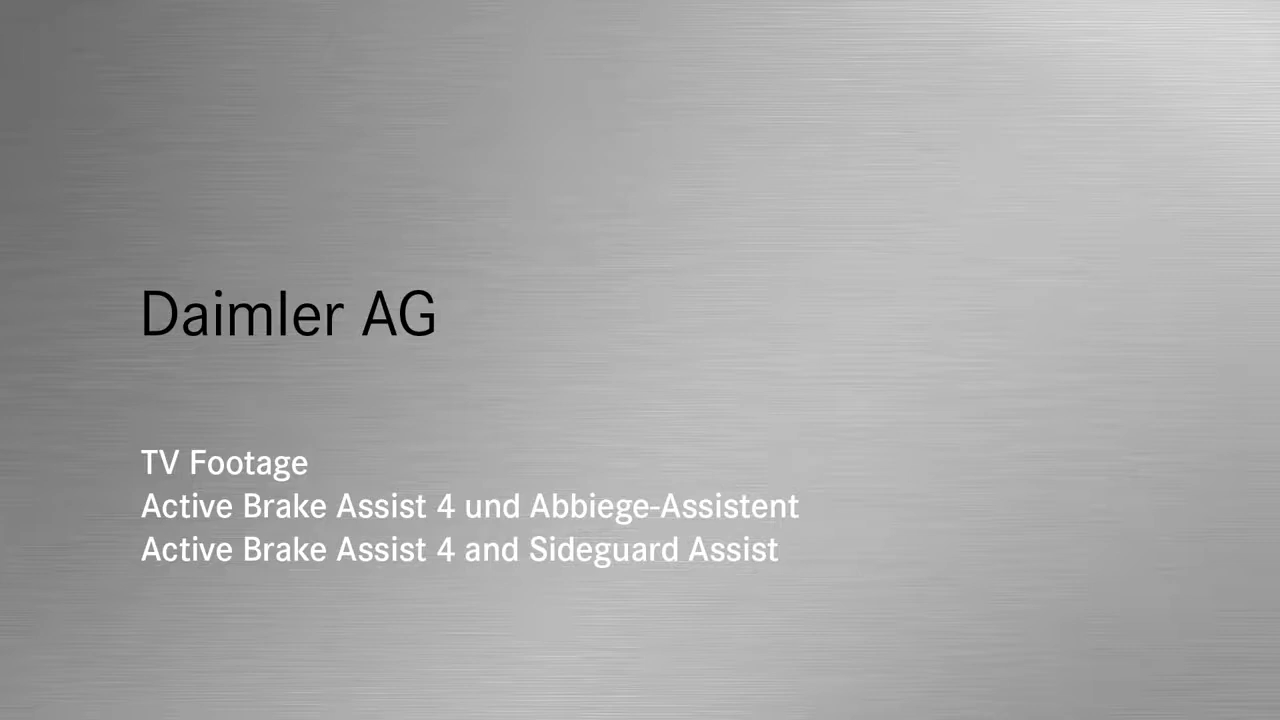 Daimler AG
TV Footage
Active Brake Assist 4 und Abbiege-Assistent
Active Brake Assist 4 and Sideguard Assist